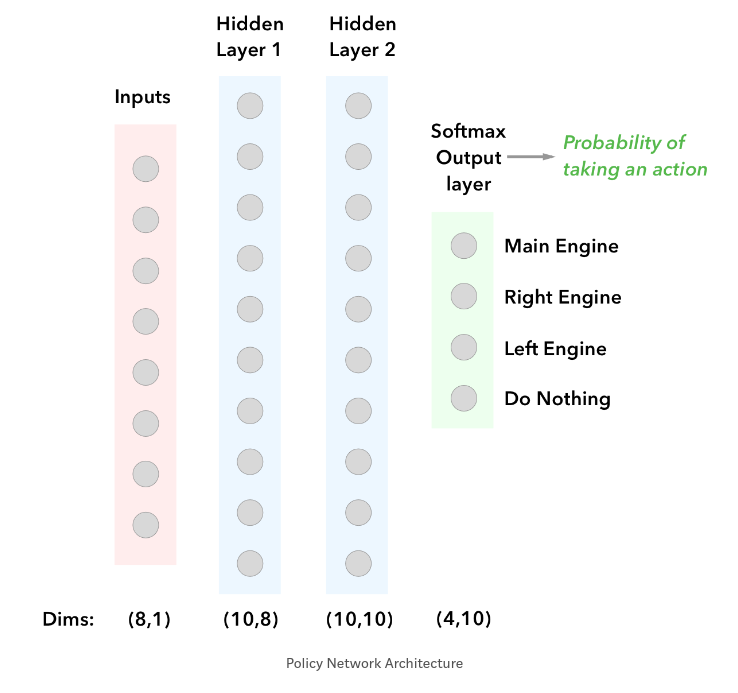 Hidden
Layer 1
Hidden
Layer 2
Inputs
Softmax
Output
layer
Probability of
taking an action
Main Engine
Right Engine
Left Engine
Do Nothing
Dims: (8,1) (10,8) (10,10) (4,10)
Policy Network Architecture